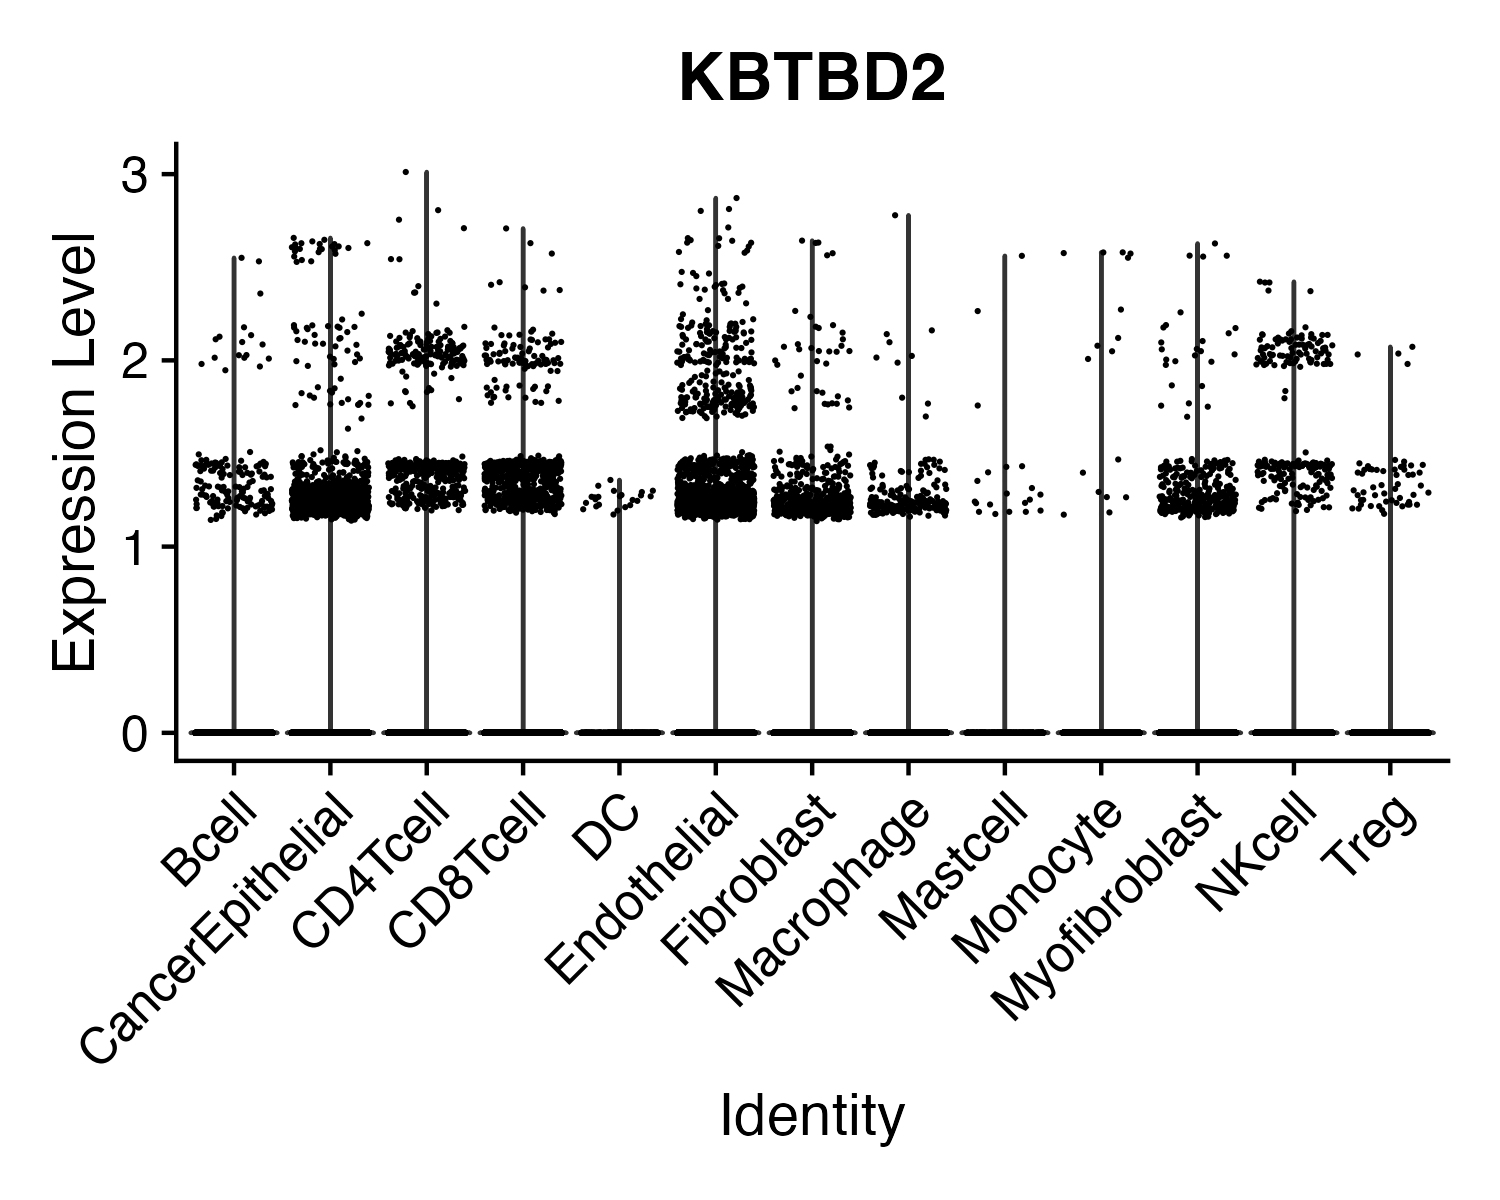 KBTBD2
Expression Level
3
2
1
0
Bcell
CancerEpithelial
CD4Tcell
CD8Tcell
DC
Endothelial
Fibroblast
Macrophage
Mastcell
Monocyte
Myofibroblast
NKcell
Treg
Identity